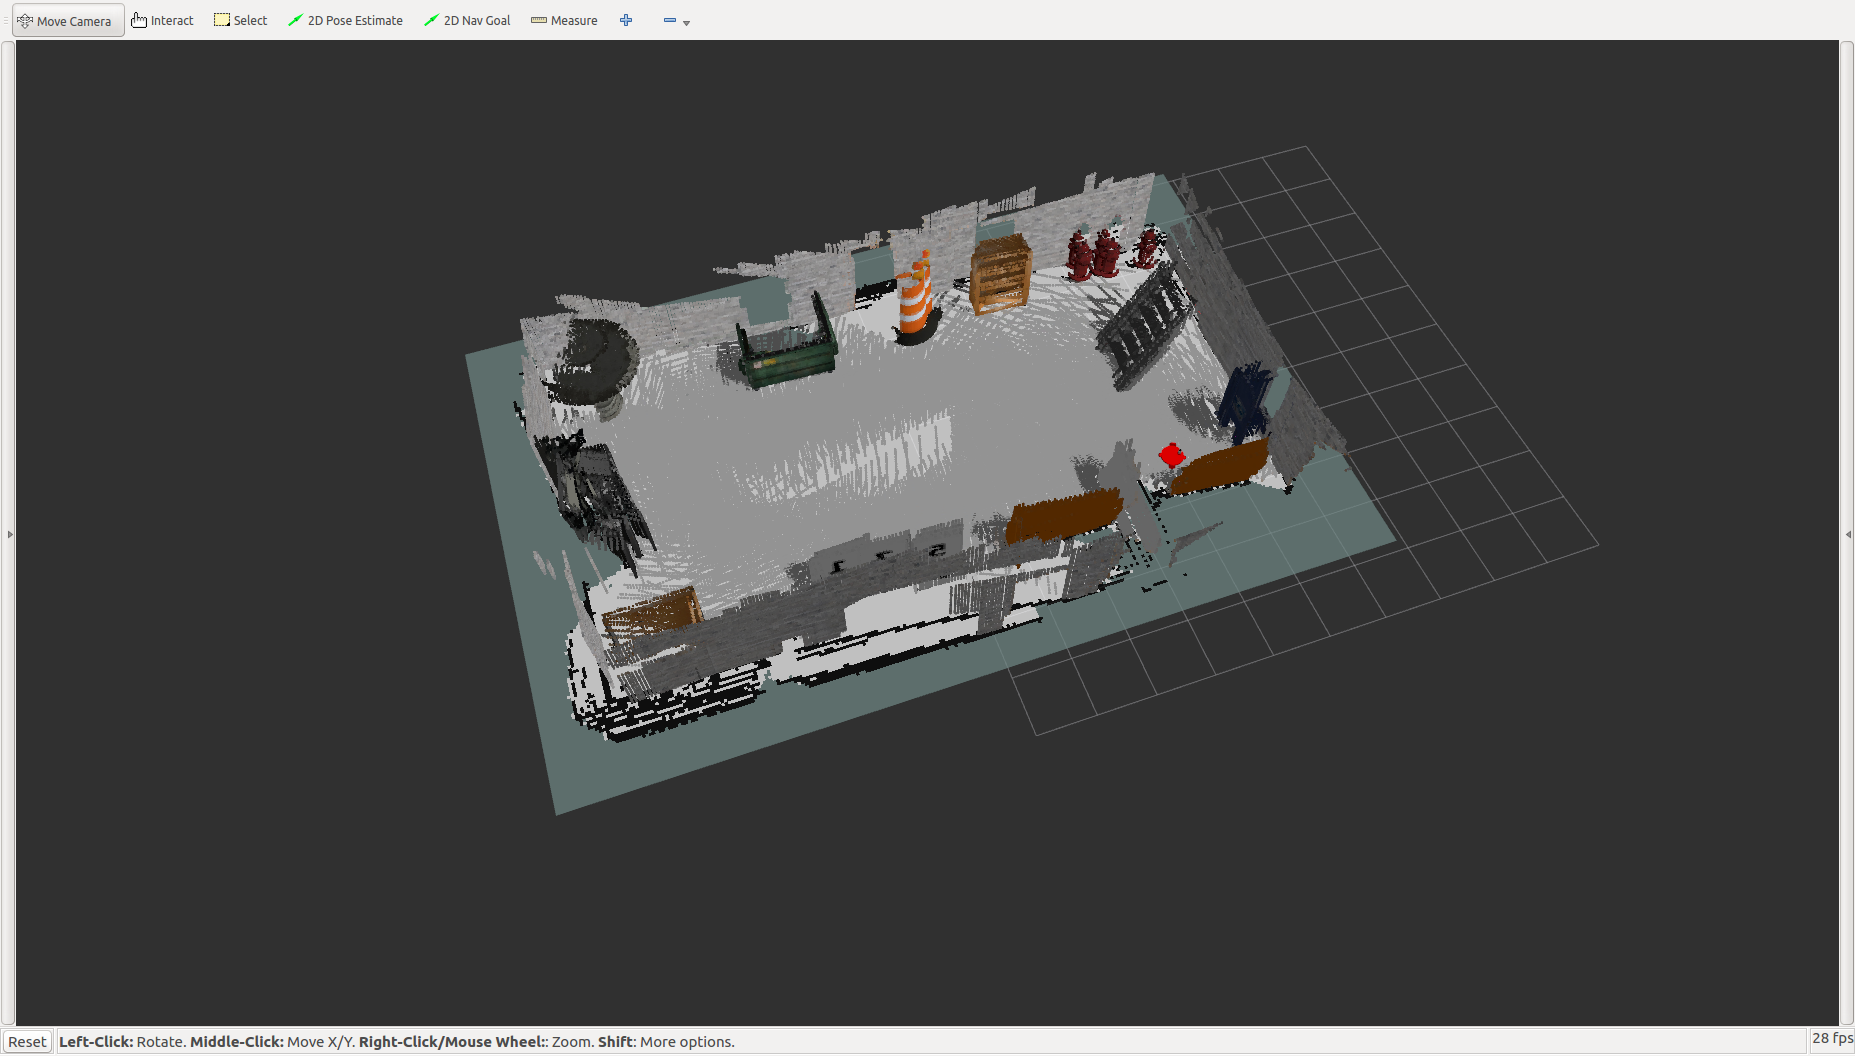 Move Camera Interact Select 2D Pose Estimate 2D Nav Goal Measure
Reset Left-Click: Rotate. Middle-Click: Move X/Y. Right-Click/Mouse Wheel:: Zoom. Shift: More options. 28 fps